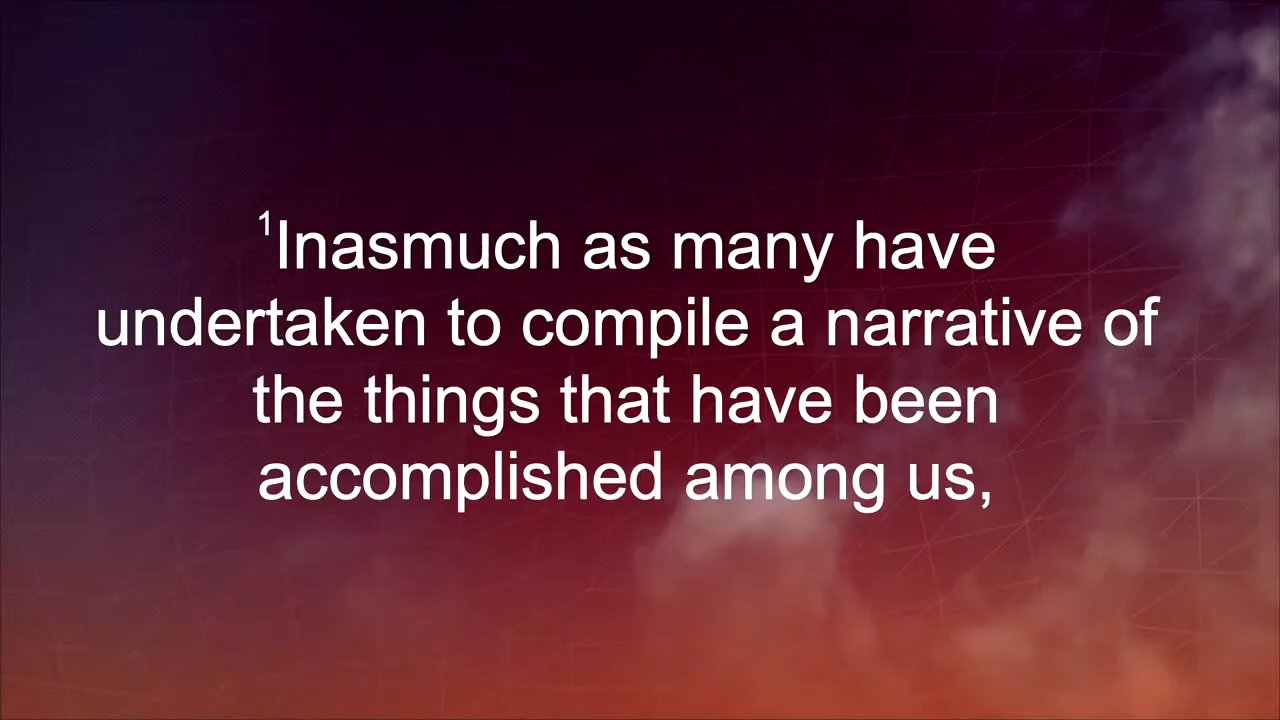 ¹Inasmuch as many have
undertaken to compile a narrative of
the things that have been
accomplished among us,